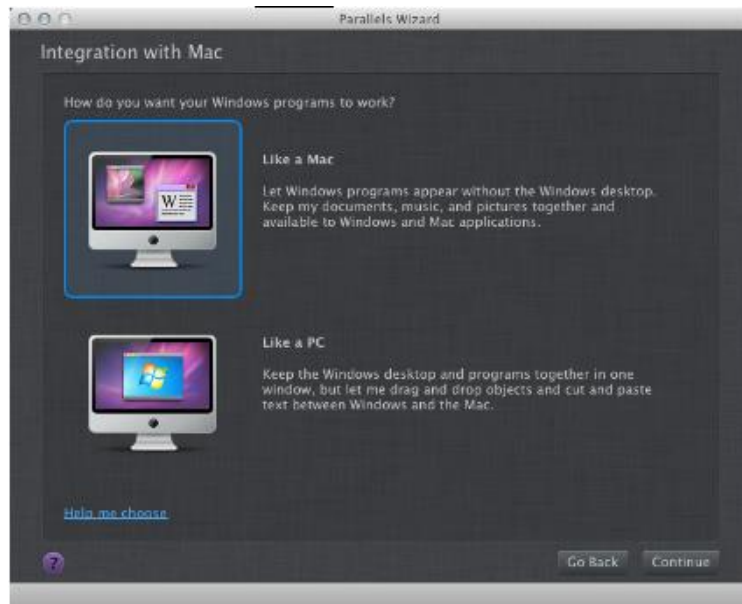 Parallels Wizard
Integration with Mac
How do you want your Windows programs to work?
Like a Mac
Let Windows programs appear without the Windows desktop.
Keep my documents, music, and pictures together and
available to Windows and Mac applications.
W
Like a PC
Keep the Windows desktop and programs together in one
window, but let me drag and drop objects and cut and paste
text between Windows and the Mac.
Help me choose
?
Go Back
Continue